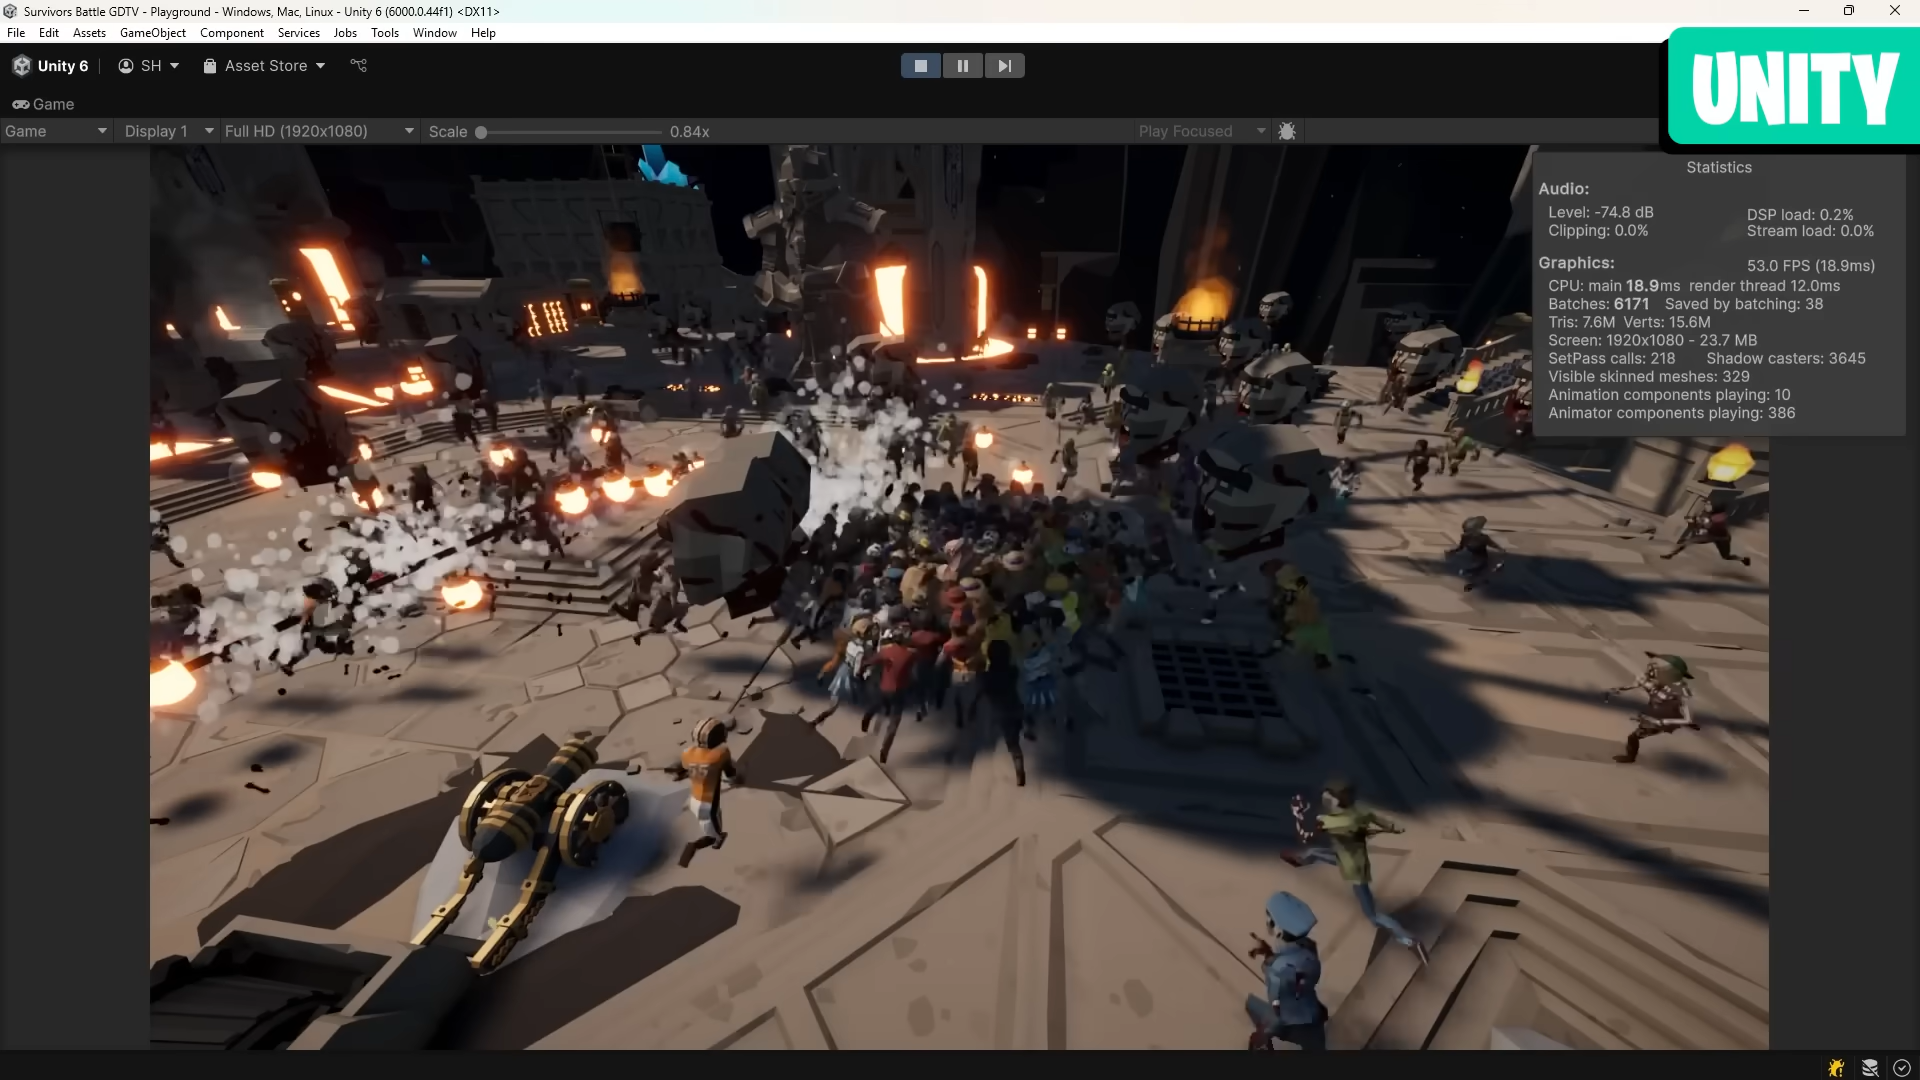 Survivors Battle GDTV - Playground - Windows, Mac, Linux - Unity 6 (6000.0.44f1) <DX11>
File Edit Assets GameObject Component Services Jobs Tools Window Help
Unity 6 SH Asset Store
UNITY
Game
Game Display 1 Full HD (1920x1080) Scale 0.84x Play Focused
Statistics
Audio:
Level: -74.8 dB DSP load: 0.2%
Clipping: 0.0% Stream load: 0.0%
Graphics: 53.0 FPS (18.9ms)
CPU: main 18.9ms render thread 12.0ms
Batches: 6171 Saved by batching: 38
Tris: 7.6M Verts: 15.6M
Screen: 1920x1080 - 23.7 MB
SetPass calls: 218 Shadow casters: 3645
Visible skinned meshes: 329
Animation components playing: 10
Animator components playing: 386